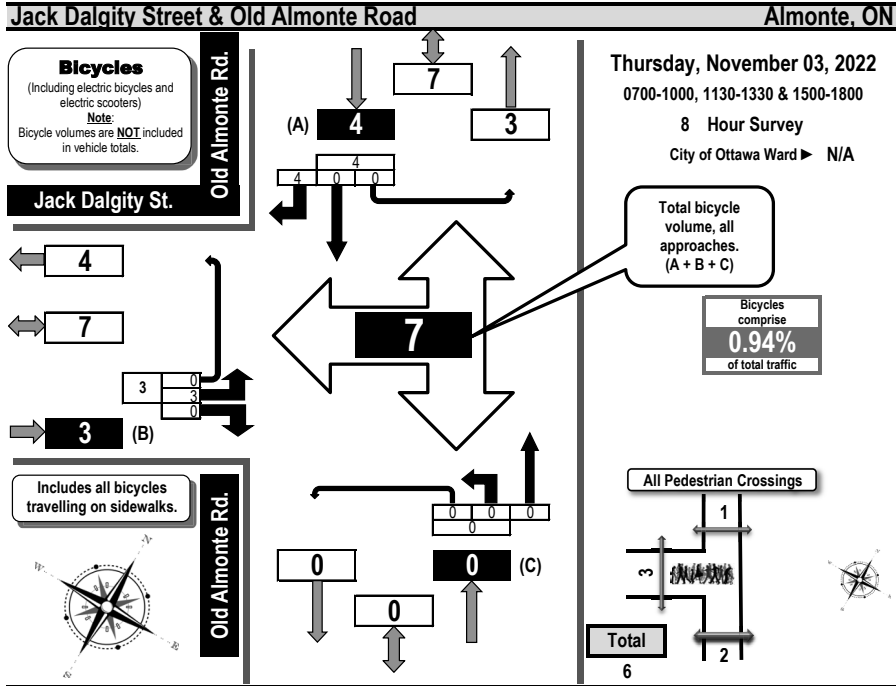 Jack Dalgity Street & Old Almonte Road
Almonte, ON
Bicycles
(Including electric bicycles and
electric scooters)
Note:
Bicycle volumes are NOT included
in vehicle totals.
Old Almonte Rd.
Jack Dalgity St.
7
(A) 4
3
4
4 0 0
Thursday, November 03, 2022
0700-1000, 1130-1330 & 1500-1800
8 Hour Survey
City of Ottawa Ward ► N/A
Total bicycle
volume, all
approaches.
(A + B + C)
4
7
7
Bicycles
comprise
0.94%
of total traffic
3
0
3
0
3 (B)
Includes all bicycles
travelling on sidewalks.
Old Almonte Rd.
N
W
E
S
0 0 0
0
0
0 (C)
0
All Pedestrian Crossings
1
3
2
Total
6